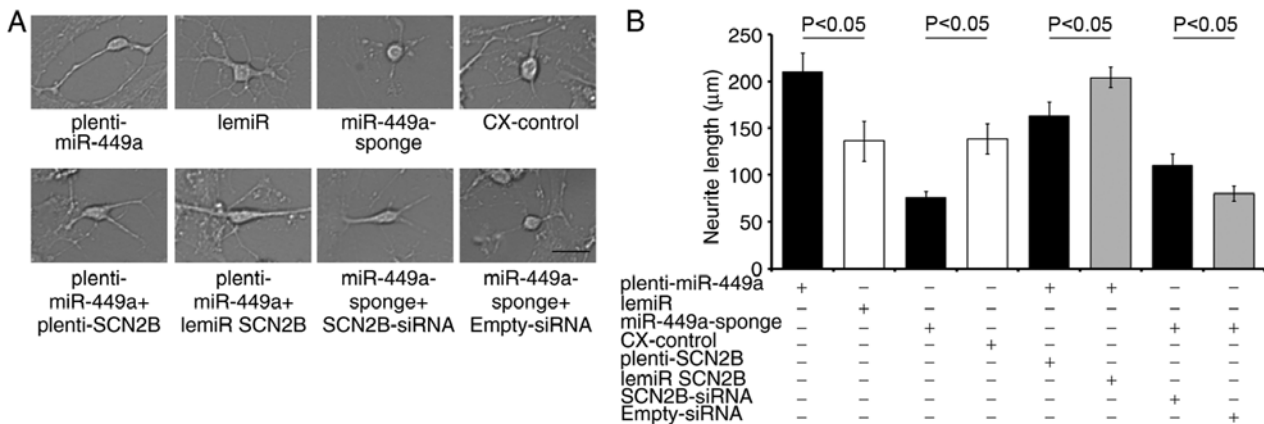 A
plenti-
miR-449a
lemiR
miR-449a-
sponge
CX-control
plenti-
miR-449a+
plenti-SCN2B
plenti-
miR-449a+
lemiR SCN2B
miR-449a-
sponge+
SCN2B-siRNA
miR-449a-
sponge+
Empty-siRNA
B
P<0.05 P<0.05 P<0.05 P<0.05
Neurite length (μm)
250
200
150
100
50
0
plenti-miR-449a + − − − + + − −
lemiR − + − − − − − −
miR-449a-sponge − − + − − − + +
CX-control − − − + − − − −
plenti-SCN2B − − − − + − − −
lemiR SCN2B − − − − − + − −
SCN2B-siRNA − − − − − − + −
Empty-siRNA − − − − − − − +